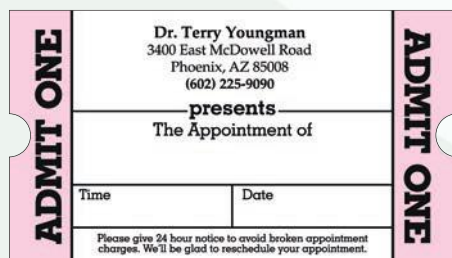 ADMIT ONE
Dr. Terry Youngman
3400 East McDowell Road
Phoenix, AZ 85008
(602) 225-9090
presents
The Appointment of
Time
Date
Please give 24 hour notice to avoid broken appointment
charges. We'll be glad to reschedule your appointment.
ADMIT ONE